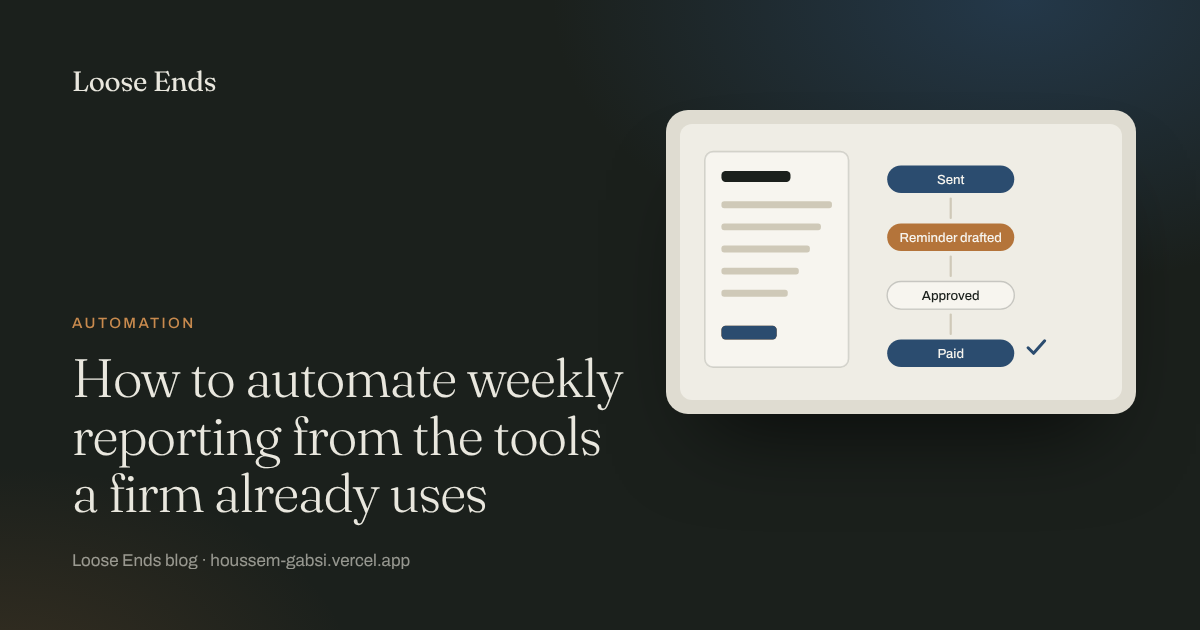 Loose Ends
AUTOMATION
How to automate weekly
reporting from the tools
a firm already uses
Loose Ends blog · houssem-gabsi.vercel.app
Sent
Reminder drafted
Approved
Paid